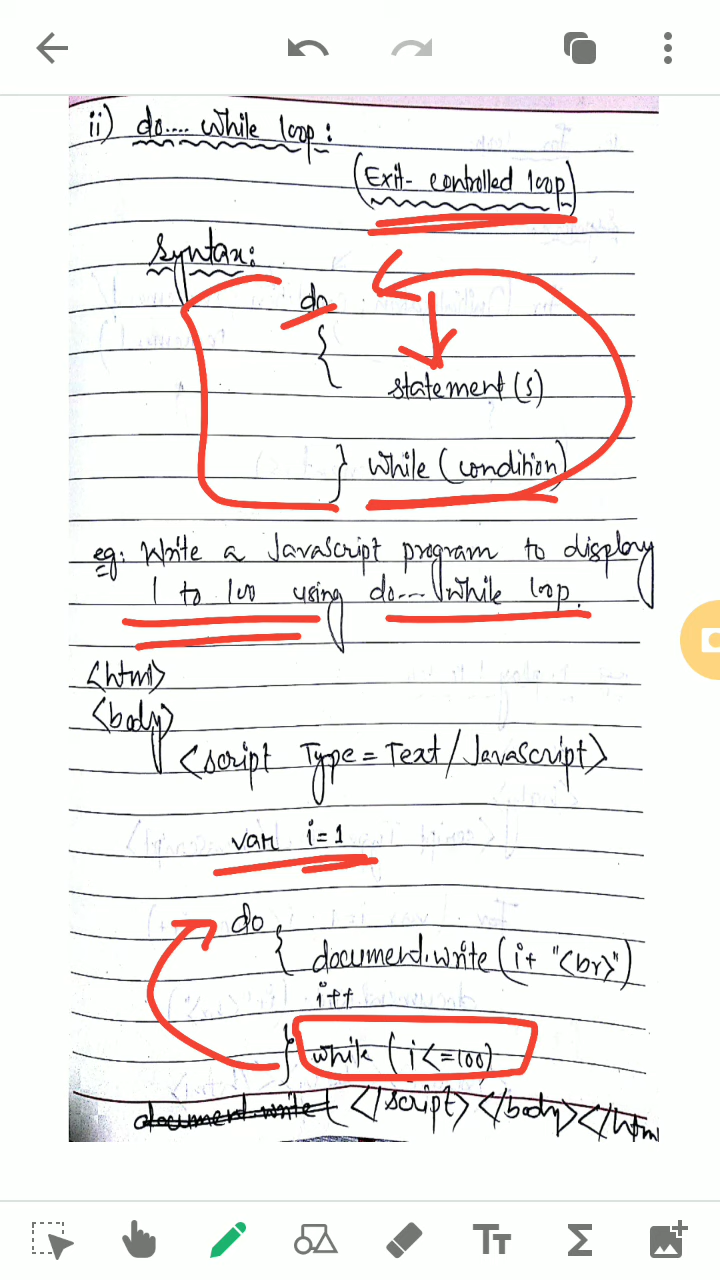 ii) do.... while loop:
(Exit- controlled loop)
Syntax:
do
{
statement(s)
} while (condition)
eg: Write a JavaScript program to display
1 to 100 using do... while loop.
<html>
<body>
<script Type = Text/JavaScript>
var i=1
do
{ document.write(i+ "<br>")
i++
} while (i<=100)
document.write( </script></body></htm
Tт
Σ